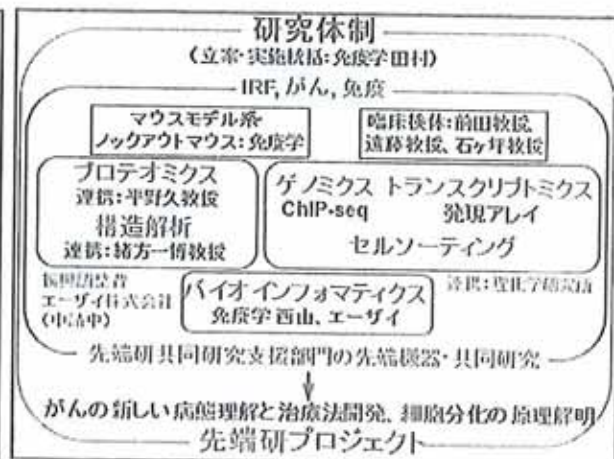 研究体制
(立案・実施統括：免疫学田村)
IRF, がん, 免疫
マウスモデル系
ノックアウトマウス：免疫学
臨床検体：前田教授、
遠藤教授、石ヶ坪教授
プロテオミクス
連携：平野久教授
構造解析
連携：緒方一博教授
ゲノミクス トランスクリプトミクス
ChIP-seq 発現アレイ
セルソーティング
エーザイ株式会社
(申請中)
バイオインフォマティクス
免疫学 西山、エーザイ
連携：理化学研究所
先端研共同研究支援部門の先端機器・共同研究
がんの新しい病態理解と治療法開発、細胞分化の原理解明
先端研プロジェクト